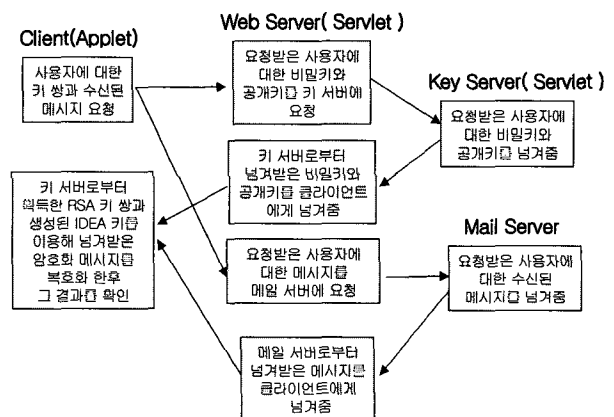 Client(Applet)
사용자에 대한
키 쌍과 수신된
메시지 요청
Web Server( Servlet )
요청받은 사용자에
대한 비밀키와
공개키를 키 서버에
요청
Key Server( Servlet )
요청받은 사용자에
대한 비밀키와
공개키를 넘겨줌
키 서버로부터
넘겨받은 비밀키와
공개키를 클라이언트
에게 넘겨줌
키 서버로부터
획득한 RSA 키 쌍과
생성된 IDEA 키를
이용해 넘겨받은
암호화 메시지를
복호화 한후
그 결과를 확인
요청받은 사용자에
대한 메시지를
메일 서버에 요청
Mail Server
요청받은 사용자에
대한 수신된
메시지를 넘겨줌
메일 서버로부터
넘겨받은 메시지를
클라이언트에게
넘겨줌